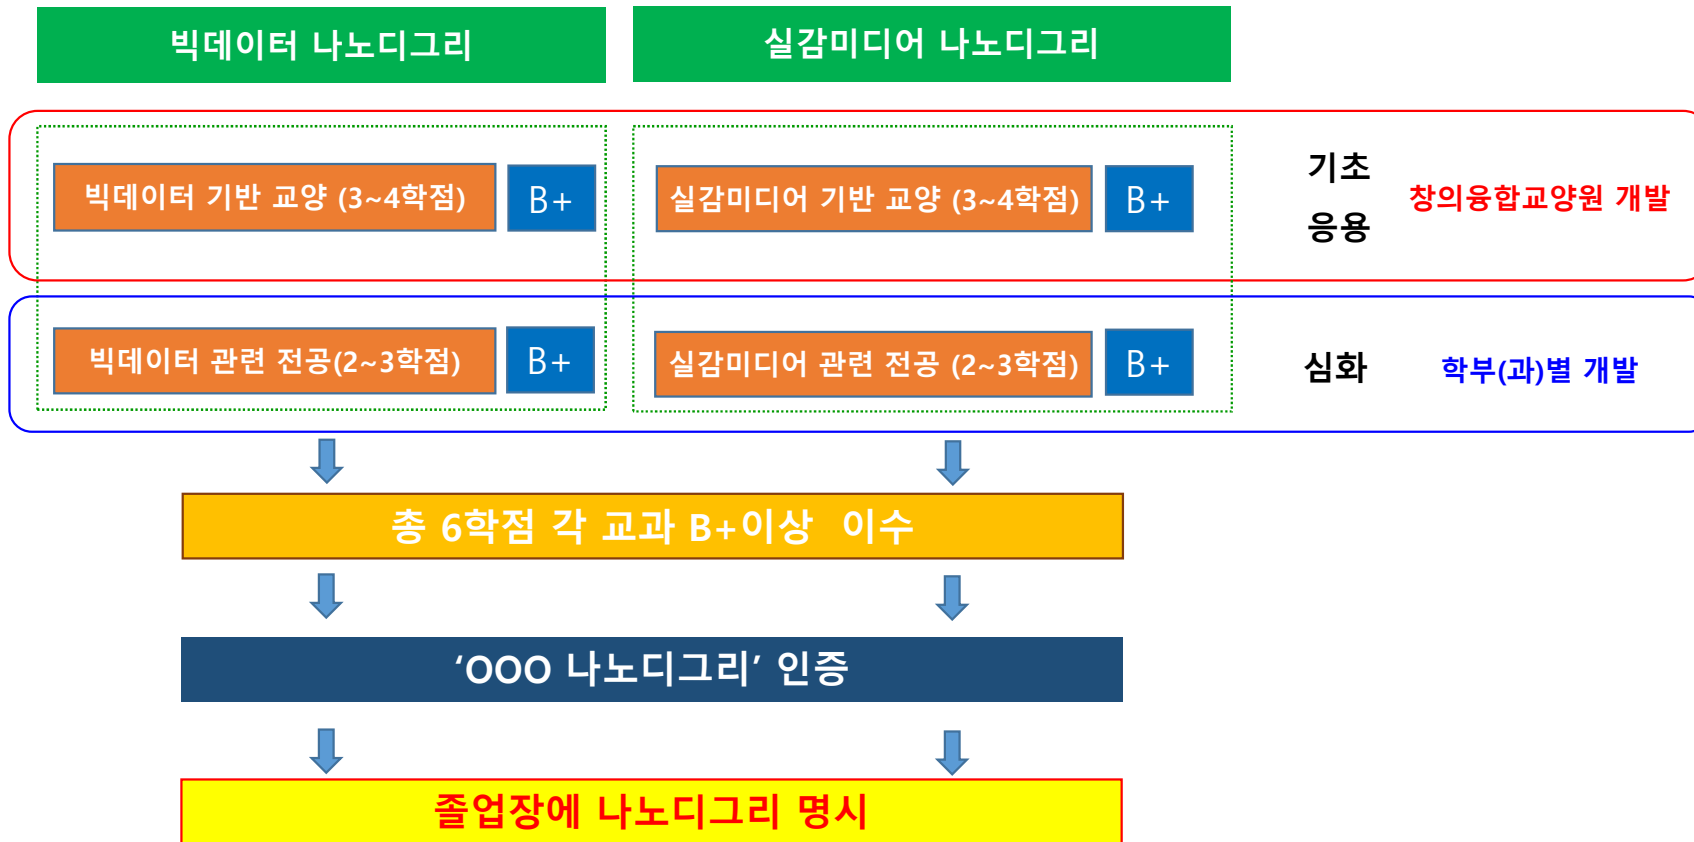 빅데이터 나노디그리
실감미디어 나노디그리
빅데이터 기반 교양 (3~4학점)
B+
실감미디어 기반 교양 (3~4학점)
B+
기초
응용
창의융합교양원 개발
빅데이터 관련 전공(2~3학점)
B+
실감미디어 관련 전공 (2~3학점)
B+
심화
학부(과)별 개발
총 6학점 각 교과 B+이상 이수
‘OOO 나노디그리’ 인증
졸업장에 나노디그리 명시